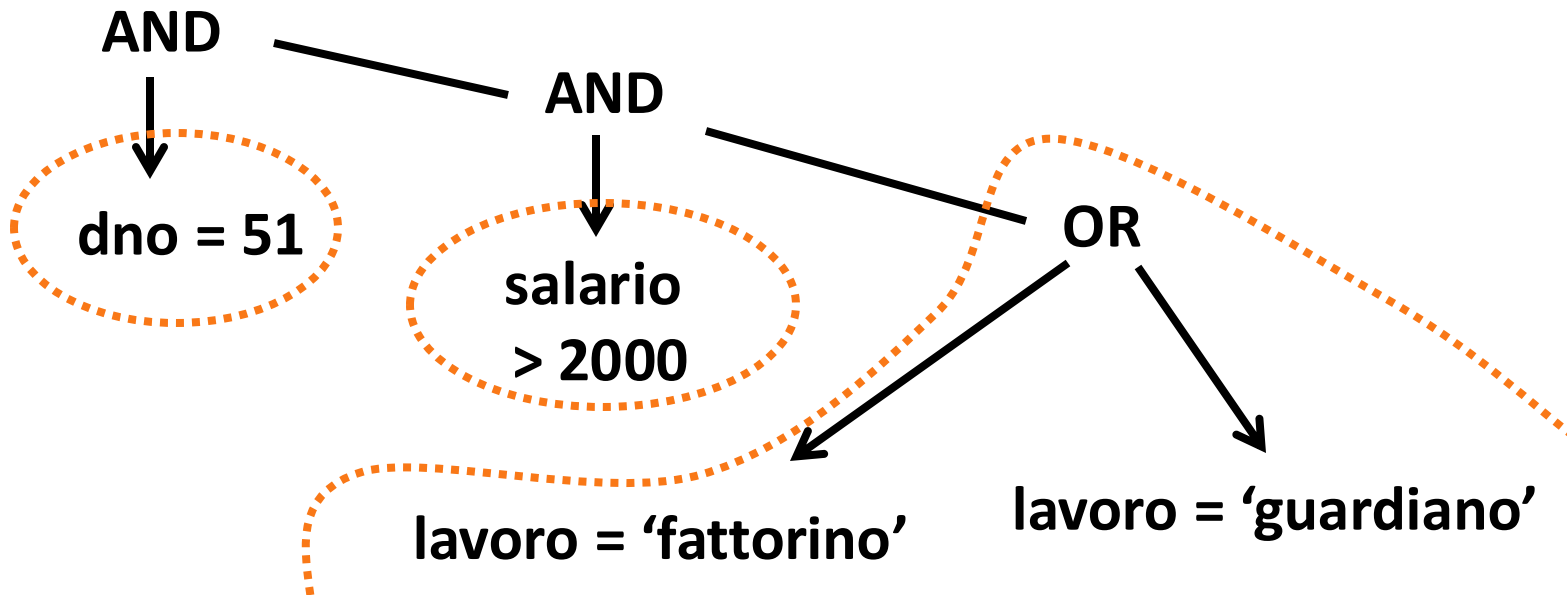 AND
AND
dno = 51
OR
salario
> 2000
lavoro = ‘fattorino’
lavoro = ‘guardiano’